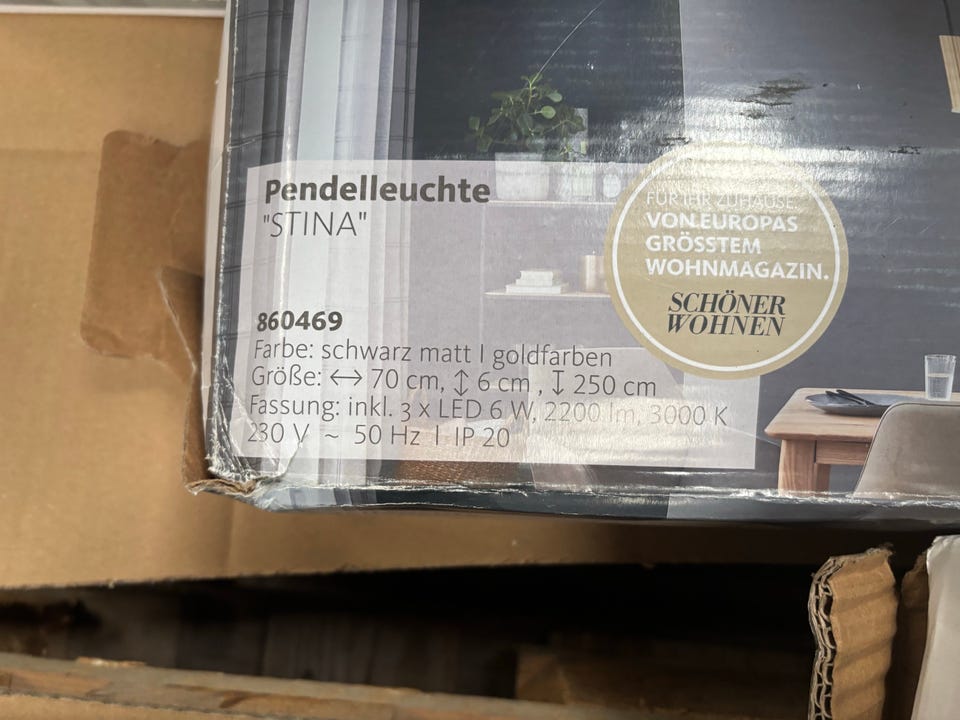 Pendelleuchte
"STINA"
860469
Farbe: schwarz matt | goldfarben
Größe: ↔ 70 cm, ↕ 6 cm , ↧ 250 cm
Fassung: inkl. 3 x LED 6 W, 2200 lm, 3000 K
230 V ~ 50 Hz | IP 20
FÜR IHR ZUHAUSE.
VON EUROPAS
GRÖSSTEM
WOHNMAGAZIN.
SCHÖNER
WOHNEN